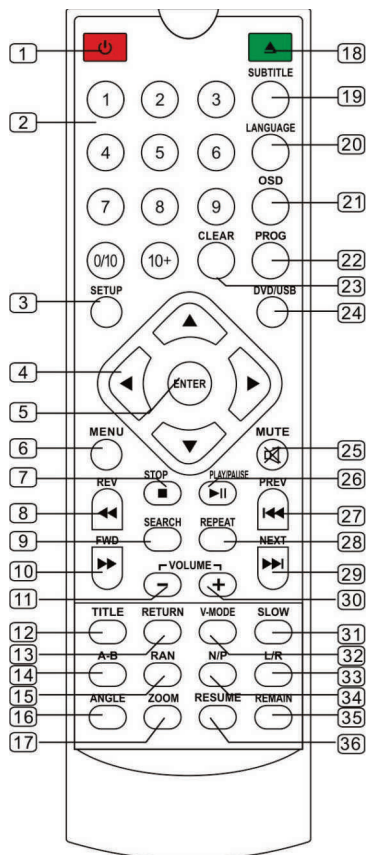 1 18
SUBTITLE
2 1 2 3 19
LANGUAGE
4 5 6 20
OSD
7 8 9 21
CLEAR PROG
0/10 10+ 22
23
SETUP DVD/USB
3 24
4
ENTER
5
MENU MUTE
6 25
7 STOP PLAY/PAUSE 26
REV PREV
8 27
9 SEARCH REPEAT 28
FWD NEXT
10 29
VOLUME
11 - + 30
TITLE RETURN V-MODE SLOW
12 31
13 32
A-B RAN N/P L/R
14 33
15 34
ANGLE ZOOM RESUME REMAIN
16 35
17 36